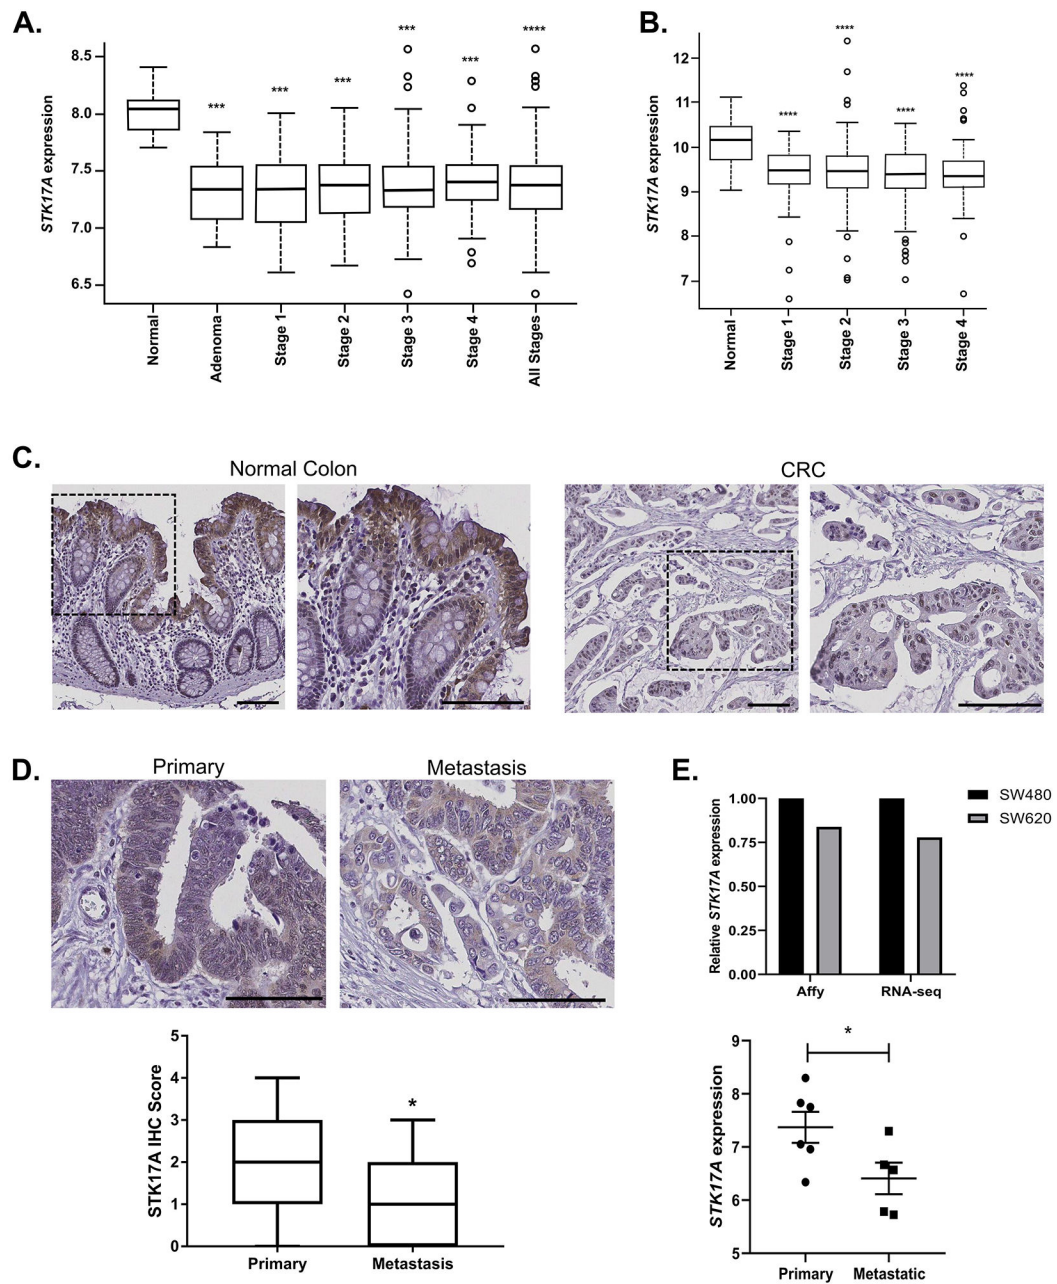 A.
STK17A expression
8.5
8.0
7.5
7.0
6.5
***
***
***
***
***
****
Normal
Adenoma
Stage 1
Stage 2
Stage 3
Stage 4
All Stages
B.
STK17A expression
12
11
10
9
8
7
****
****
****
****
Normal
Stage 1
Stage 2
Stage 3
Stage 4
C.
Normal Colon
CRC
D.
Primary
Metastasis
STK17A IHC Score
5
4
3
2
1
0
*
Primary
Metastasis
E.
Relative STK17A expression
1.00
0.75
0.50
0.25
0.00
Affy
RNA-seq
SW480
SW620
STK17A expression
9
8
7
6
5
*
Primary
Metastatic